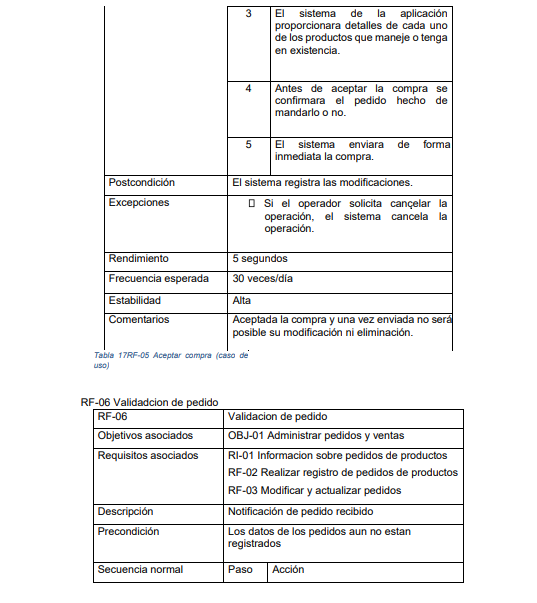 3 El sistema de la aplicación
proporcionara detalles de cada uno
de los productos que maneje o tenga
en existencia.
4 Antes de aceptar la compra se
confirmara el pedido hecho de
mandarlo o no.
5 El sistema enviara de forma
inmediata la compra.
Postcondición El sistema registra las modificaciones.
Excepciones Si el operador solicita cancelar la
operación, el sistema cancela la
operación.
Rendimiento 5 segundos
Frecuencia esperada 30 veces/día
Estabilidad Alta
Comentarios Aceptada la compra y una vez enviada no será
posible su modificación ni eliminación.
Tabla 17RF-05 Aceptar compra (caso de
uso)
RF-06 Validadcion de pedido
RF-06 Validacion de pedido
Objetivos asociados OBJ-01 Administrar pedidos y ventas
Requisitos asociados RI-01 Informacion sobre pedidos de productos
RF-02 Realizar registro de pedidos de productos
RF-03 Modificar y actualizar pedidos
Descripción Notificación de pedido recibido
Precondición Los datos de los pedidos aun no estan
registrados
Secuencia normal Paso Acción